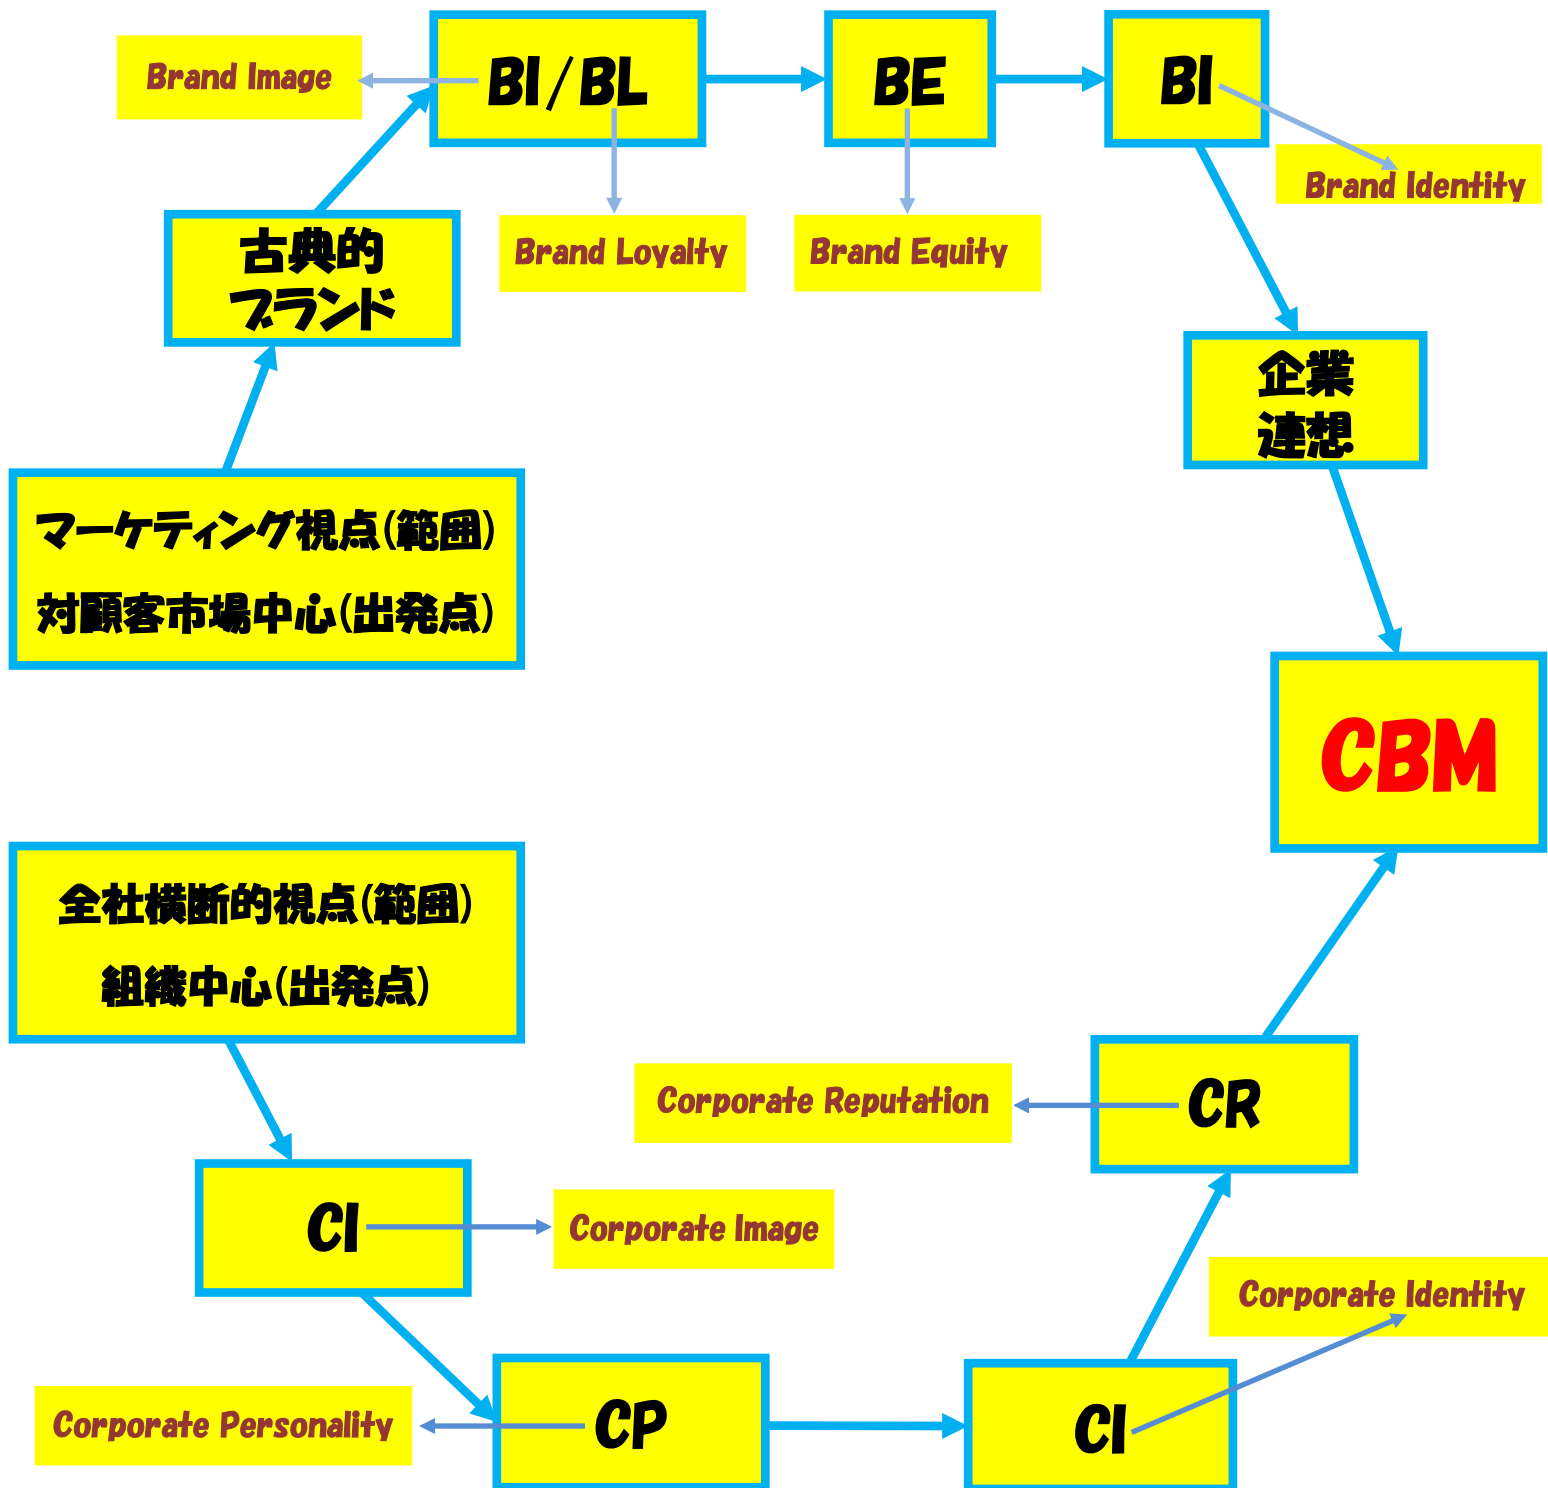 Brand Image
BI/BL
BE
BI
Brand Identity
Brand Loyalty
Brand Equity
古典的
ブランド
企業
連想
マーケティング視点(範囲)
対顧客市場中心(出発点)
CBM
全社横断的視点(範囲)
組織中心(出発点)
Corporate Reputation
CR
CI
Corporate Image
Corporate Identity
Corporate Personality
CP
CI